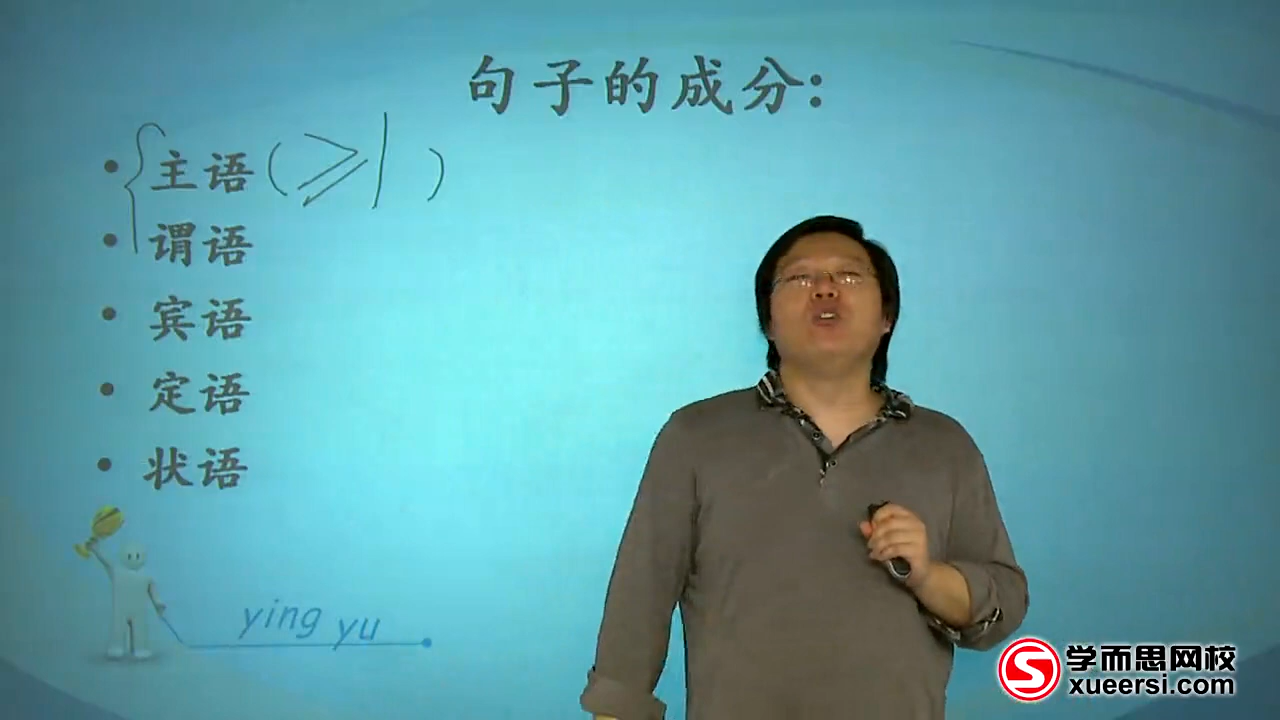 句子的成分:
• 主语(≥1 )
• 谓语
• 宾语
• 定语
• 状语
ying yu
学而思网校
xueersi.com